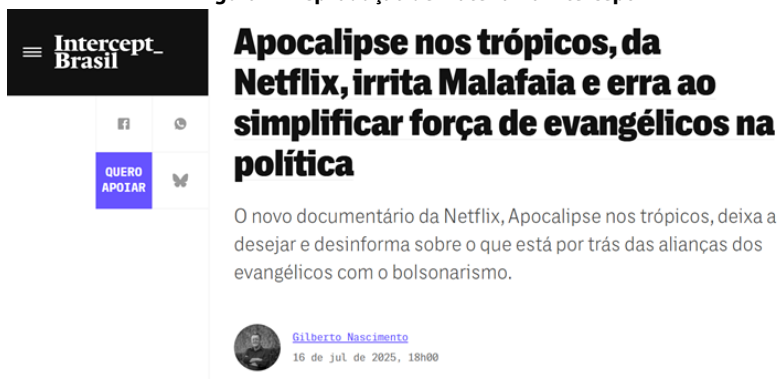 Intercept_
Brasil
QUERO
APOIAR
Apocalipse nos trópicos, da
Netflix, irrita Malafaia e erra ao
simplificar força de evangélicos na
política
O novo documentário da Netflix, Apocalipse nos trópicos, deixa a
desejar e desinforma sobre o que está por trás das alianças dos
evangélicos com o bolsonarismo.
Gilberto Nascimento
16 de jul de 2025, 18h00